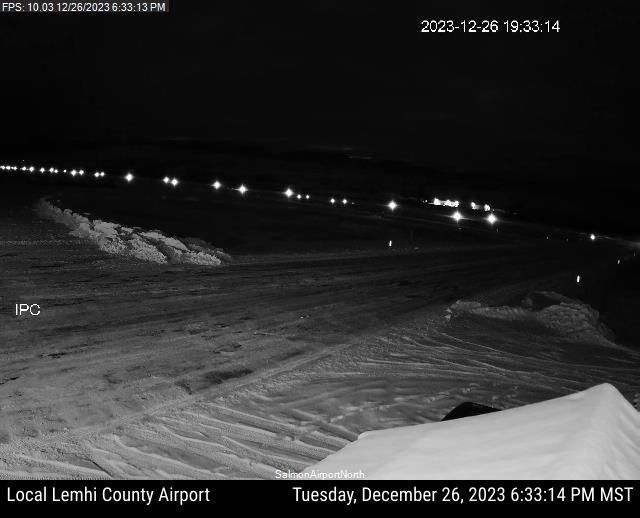 FPS: 10.03 12/26/2023 6:33:13 PM
2023-12-26 19:33:14
IPC
SalmonAirportNorth
Local Lemhi County Airport
Tuesday, December 26, 2023 6:33:14 PM MST